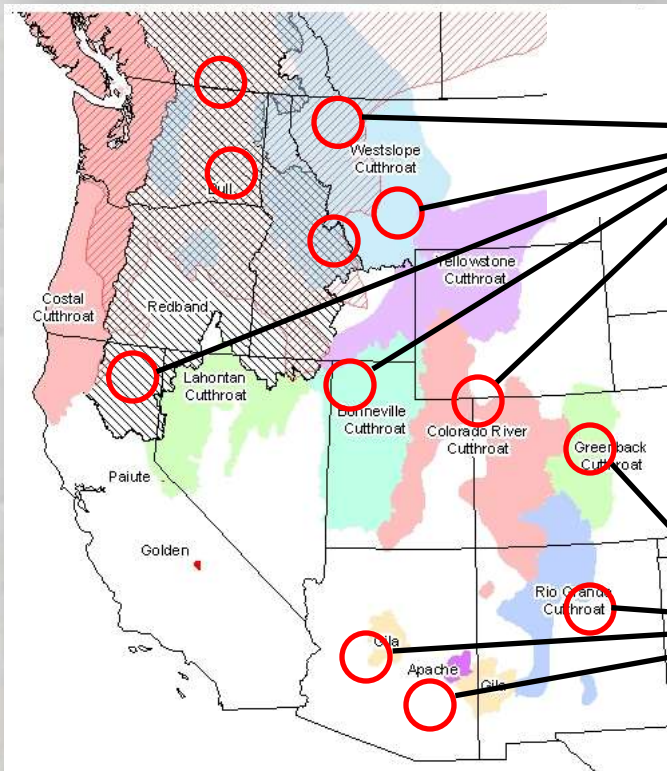 Westslope
Cutthroat
Bull
Yellowstone
Cutthroat
Costal
Cutthroat
Redband
Lahontan
Cutthroat
Bonneville
Cutthroat
Colorado River
Cutthroat
Greenback
Cutthroat
Paiute
Golden
Rio Grande
Cutthroat
Gila
Apache
Gila